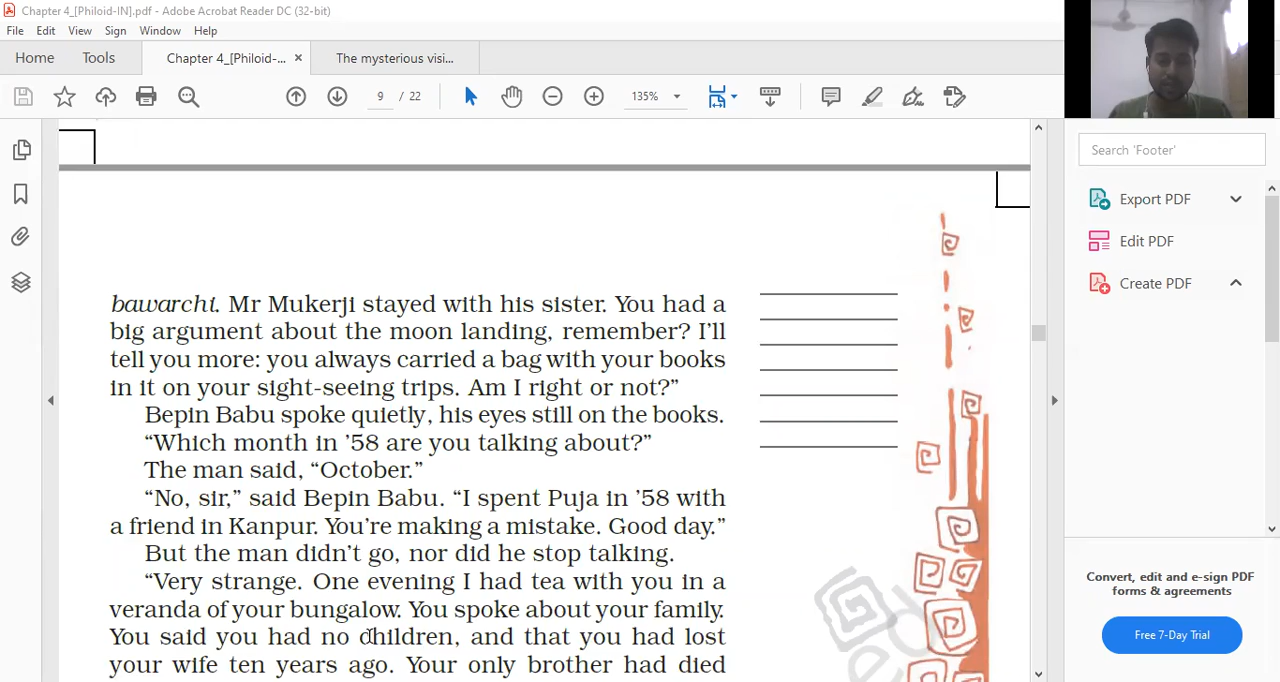 Chapter 4_[Philoid-IN].pdf - Adobe Acrobat Reader DC (32-bit)
File Edit View Sign Window Help
Home Tools Chapter 4_[Philoid-... × The mysterious visi...
9 / 22 135%
Search 'Footer'
Export PDF
Edit PDF
Create PDF
bawarchi. Mr Mukerji stayed with his sister. You had a
big argument about the moon landing, remember? I'll
tell you more: you always carried a bag with your books
in it on your sight-seeing trips. Am I right or not?"
Bepin Babu spoke quietly, his eyes still on the books.
"Which month in '58 are you talking about?"
The man said, "October."
"No, sir," said Bepin Babu. "I spent Puja in '58 with
a friend in Kanpur. You're making a mistake. Good day."
But the man didn't go, nor did he stop talking.
"Very strange. One evening I had tea with you in a
veranda of your bungalow. You spoke about your family.
You said you had no children, and that you had lost
your wife ten years ago. Your only brother had died
Convert, edit and e-sign PDF
forms & agreements
Free 7-Day Trial